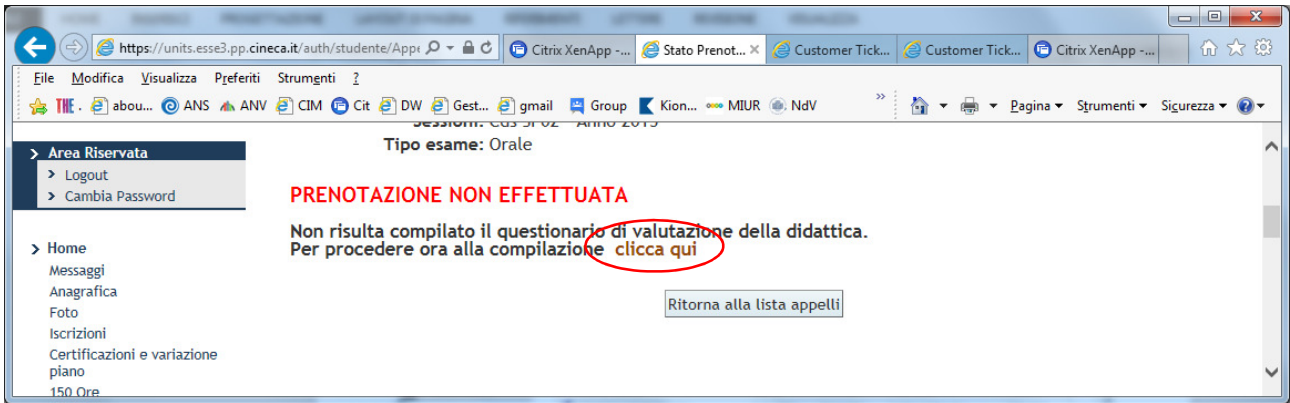 https://units.esse3.pp.cineca.it/auth/studente/Appe
Citrix XenApp -...
Stato Prenot...
Customer Tick...
Customer Tick...
Citrix XenApp -...
File Modifica Visualizza Preferiti Strumenti ?
THE . abou... ANS ANV CIM Cit DW Gest... gmail Group Kion... MIUR NdV » Pagina Strumenti Sicurezza
Area Riservata
Logout
Cambia Password
Home
Messaggi
Anagrafica
Foto
Iscrizioni
Certificazioni e variazione
piano
150 Ore
Tipo esame: Orale
PRENOTAZIONE NON EFFETTUATA
Non risulta compilato il questionario di valutazione della didattica.
Per procedere ora alla compilazione clicca qui
Ritorna alla lista appelli